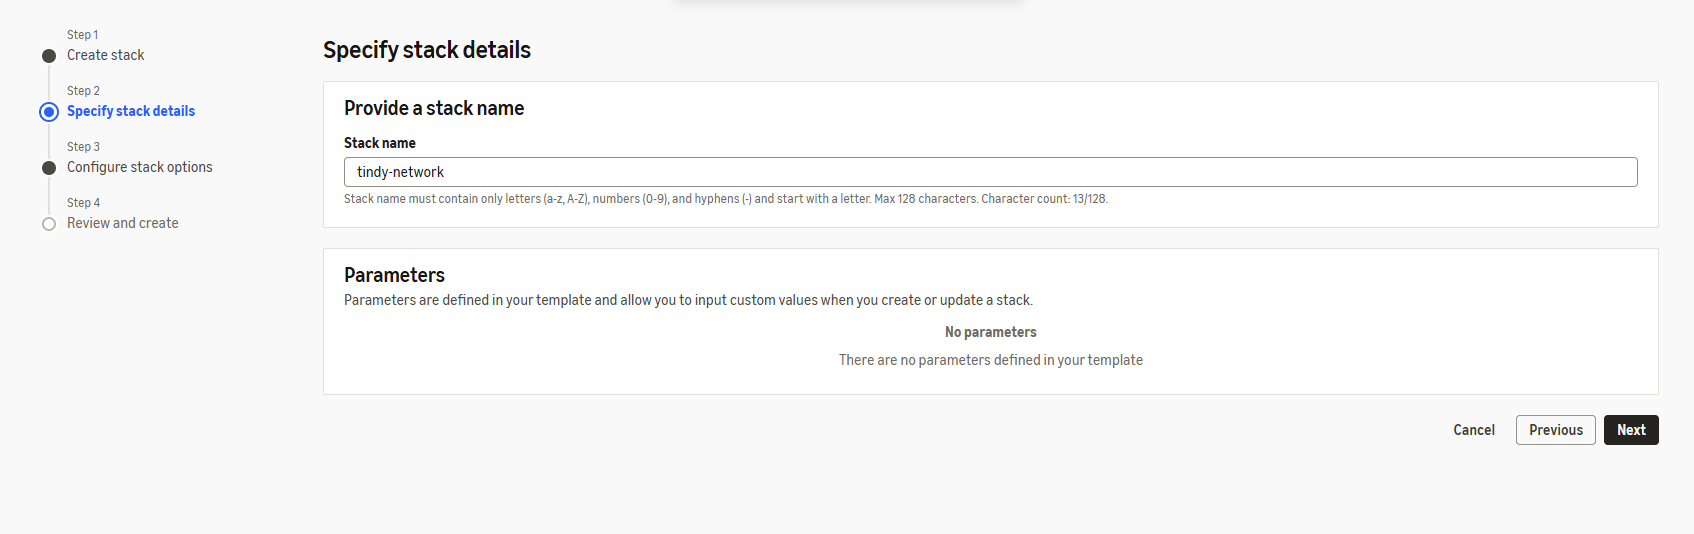 Step 1
Create stack
Step 2
Specify stack details
Step 3
Configure stack options
Step 4
Review and create
Specify stack details
Provide a stack name
Stack name
tindy-network
Stack name must contain only letters (a-z, A-Z), numbers (0-9), and hyphens (-) and start with a letter. Max 128 characters. Character count: 13/128.
Parameters
Parameters are defined in your template and allow you to input custom values when you create or update a stack.
No parameters
There are no parameters defined in your template
Cancel Previous Next